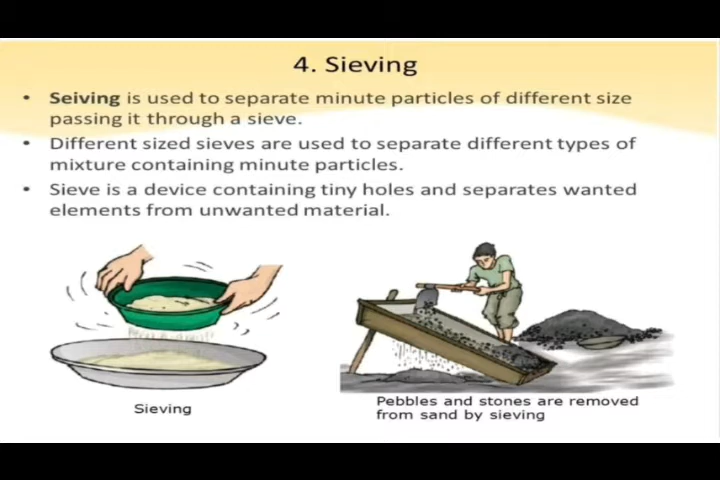 4. Sieving
• Seiving is used to separate minute particles of different size
passing it through a sieve.
• Different sized sieves are used to separate different types of
mixture containing minute particles.
• Sieve is a device containing tiny holes and separates wanted
elements from unwanted material.
Sieving
Pebbles and stones are removed
from sand by sieving